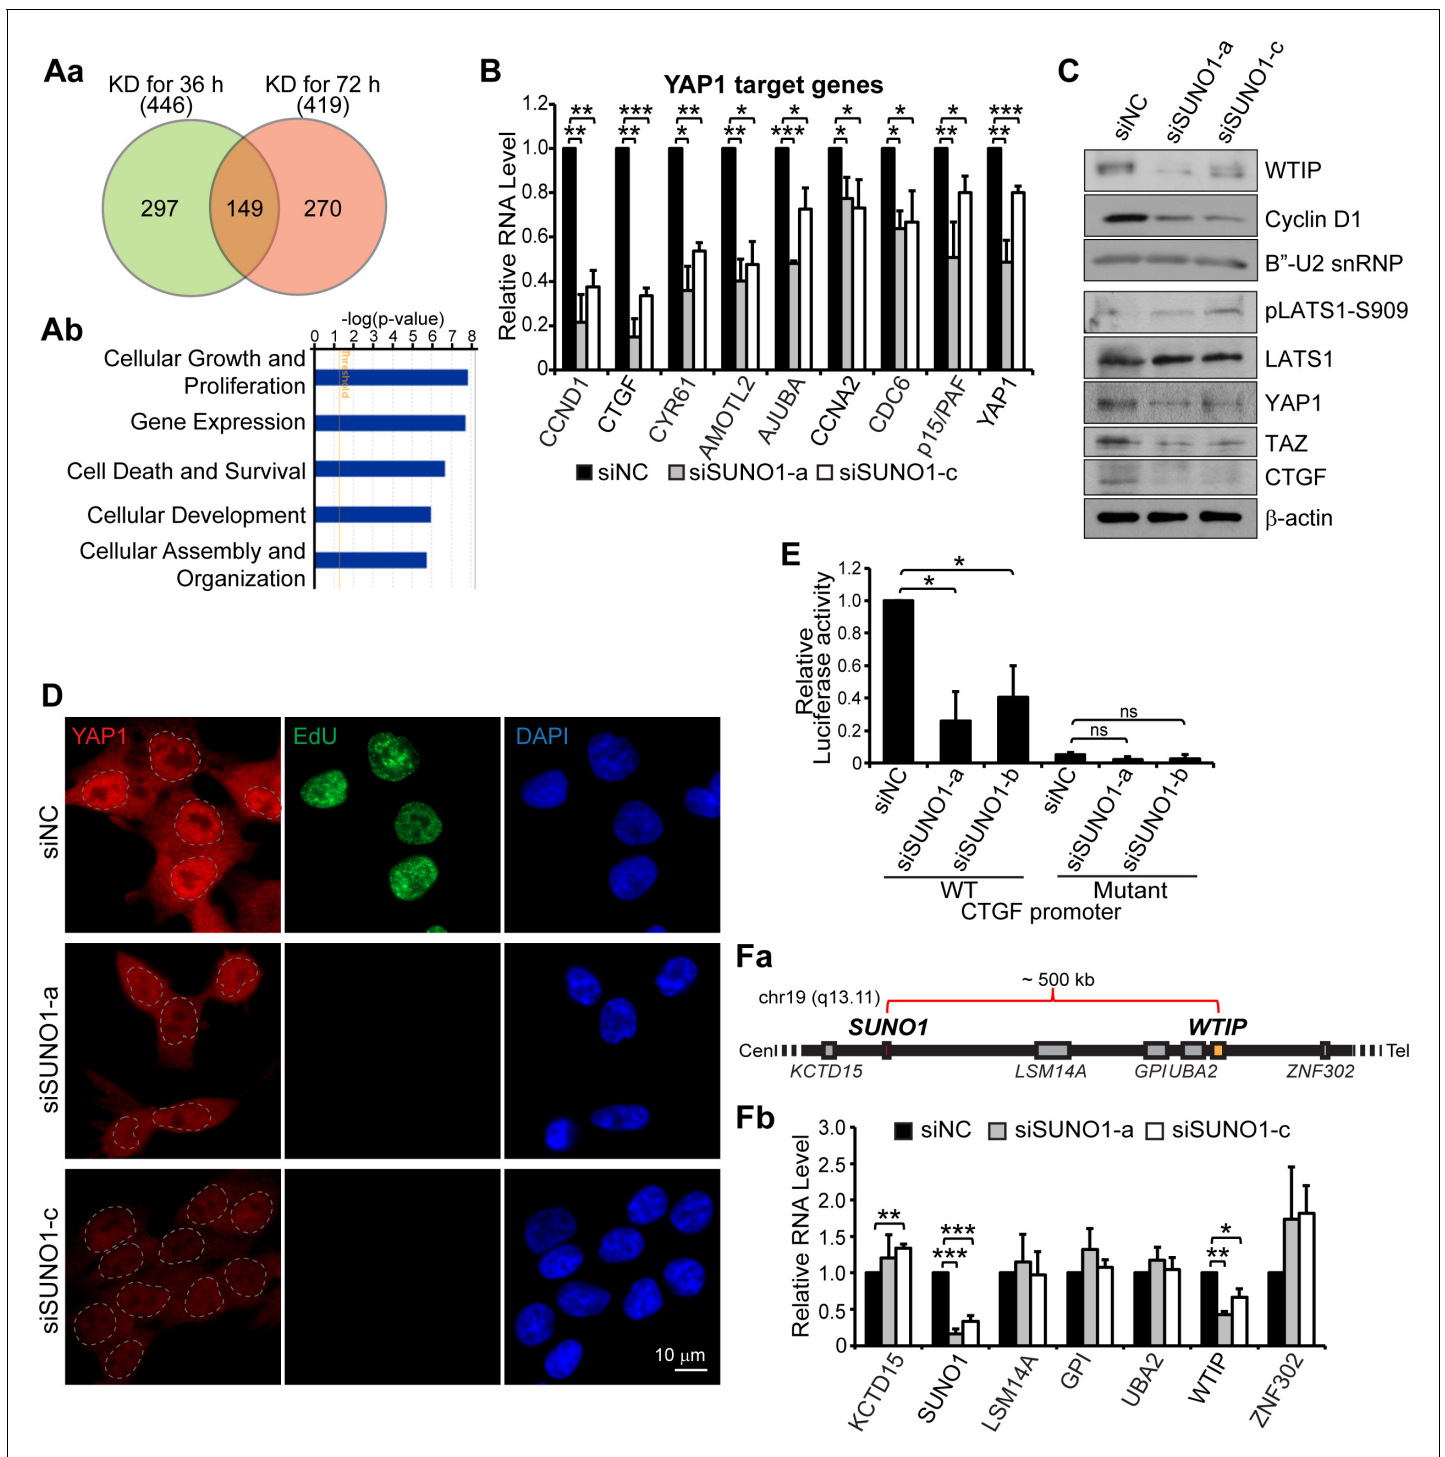 Aa
KD for 36 h
(446)
KD for 72 h
(419)
297
149
270
Ab
-log(p-value)
0 1 2 3 4 5 6 7 8
Threshold
Cellular Growth and
Proliferation
Gene Expression
Cell Death and Survival
Cellular Development
Cellular Assembly and
Organization
B
YAP1 target genes
Relative RNA Level
1.2
1.0
0.8
0.6
0.4
0.2
0
** *** ** * * * * * ***
** ** * ** *** * * ** **
CCND1
CTGF
CYR61
AMOTL2
AJUBA
CCNA2
CDC6
p15/PAF
YAP1
siNC siSUNO1-a siSUNO1-c
C
siNC
siSUNO1-a
siSUNO1-c
WTIP
Cyclin D1
B"-U2 snRNP
pLATS1-S909
LATS1
YAP1
TAZ
CTGF
β-actin
D
YAP1
EdU
DAPI
siNC
siSUNO1-a
siSUNO1-c
10 μm
E
Relative
Luciferase activity
1.2
1.0
0.8
0.6
0.4
0.2
0
*
*
ns
ns
siNC
siSUNO1-a
siSUNO1-b
siNC
siSUNO1-a
siSUNO1-b
WT
Mutant
CTGF promoter
Fa
~ 500 kb
chr19 (q13.11)
SUNO1
WTIP
Cen
Tel
KCTD15
LSM14A
GPI
UBA2
ZNF302
Fb
siNC siSUNO1-a siSUNO1-c
Relative RNA Level
3.0
2.5
2.0
1.5
1.0
0.5
0
**
***
***
*
**
KCTD15
SUNO1
LSM14A
GPI
UBA2
WTIP
ZNF302